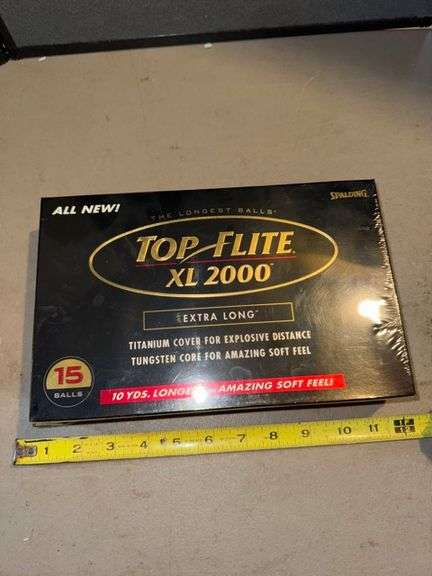 ALL NEW!
SPALDING
THE LONGEST BALLS
TOP FLITE
XL 2000
EXTRA LONG
TITANIUM COVER FOR EXPLOSIVE DISTANCE
TUNGSTEN CORE FOR AMAZING SOFT FEEL
15
BALLS
10 YDS. LONGER AMAZING SOFT FEEL!
1 2 3 4 5 6 7 8 9 10 11 1F
12